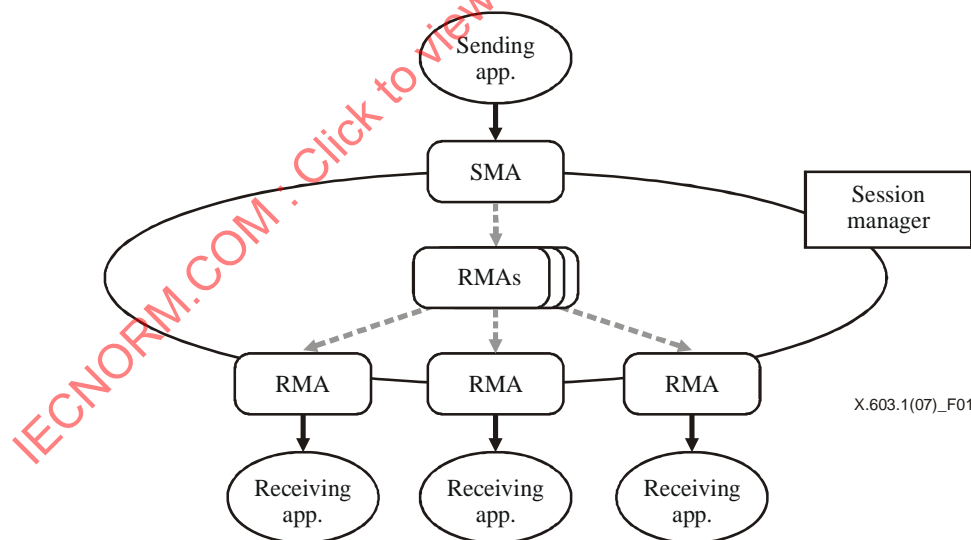 Sending
app.
SMA
Session
manager
RMAs
RMA
RMA
RMA
X.603.1(07)_F01
Receiving
app.
Receiving
app.
Receiving
app.
IECNORM.COM : Click to view